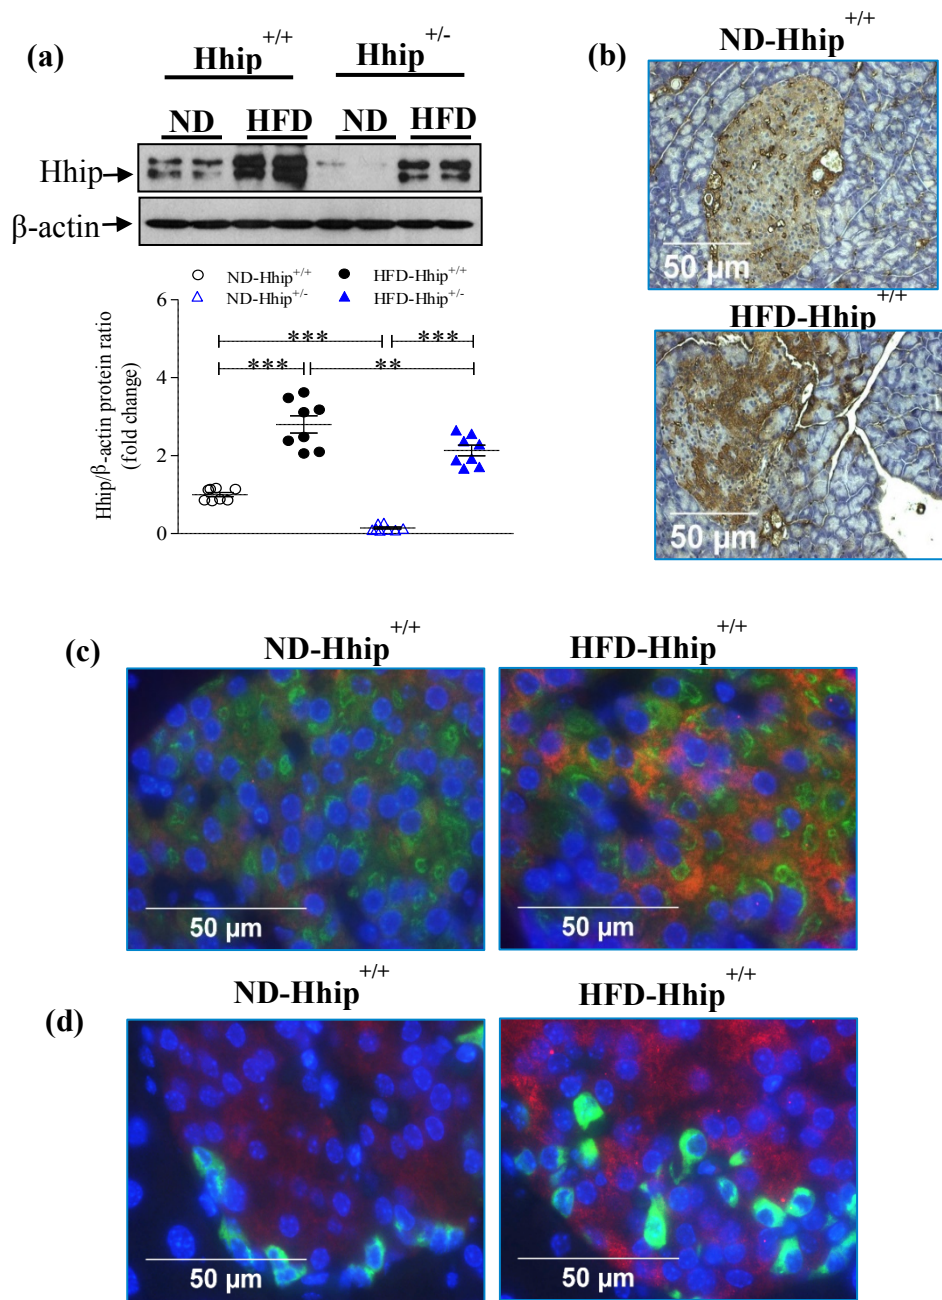 (a)
Hhip+/+ Hhip+/-
ND HFD ND HFD
Hhip
β-actin
ND-Hhip+/+ HFD-Hhip+/+
ND-Hhip+/- HFD-Hhip+/-
Hhip/β-actin protein ratio
(fold change)
6
4
2
0
*** ***
*** **
(b)
ND-Hhip+/+
50 µm
HFD-Hhip+/+
50 µm
(c)
ND-Hhip+/+ HFD-Hhip+/+
50 µm 50 µm
(d)
ND-Hhip+/+ HFD-Hhip+/+
50 µm 50 µm